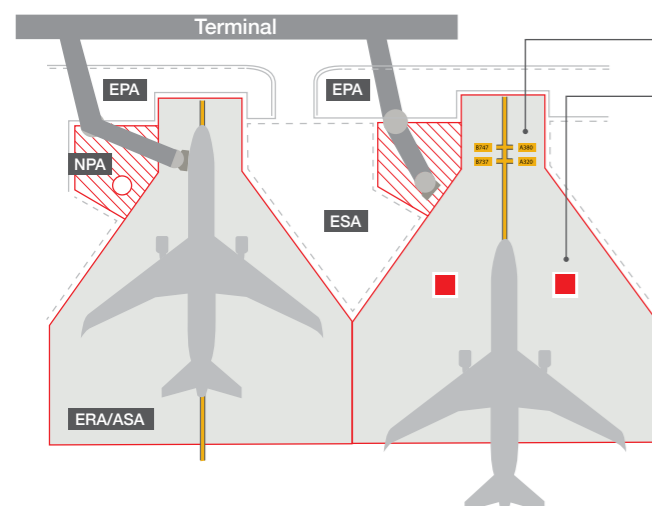 Terminal
EPA
EPA
NPA
B747 A380
B737 A320
ESA
ERA/ASA